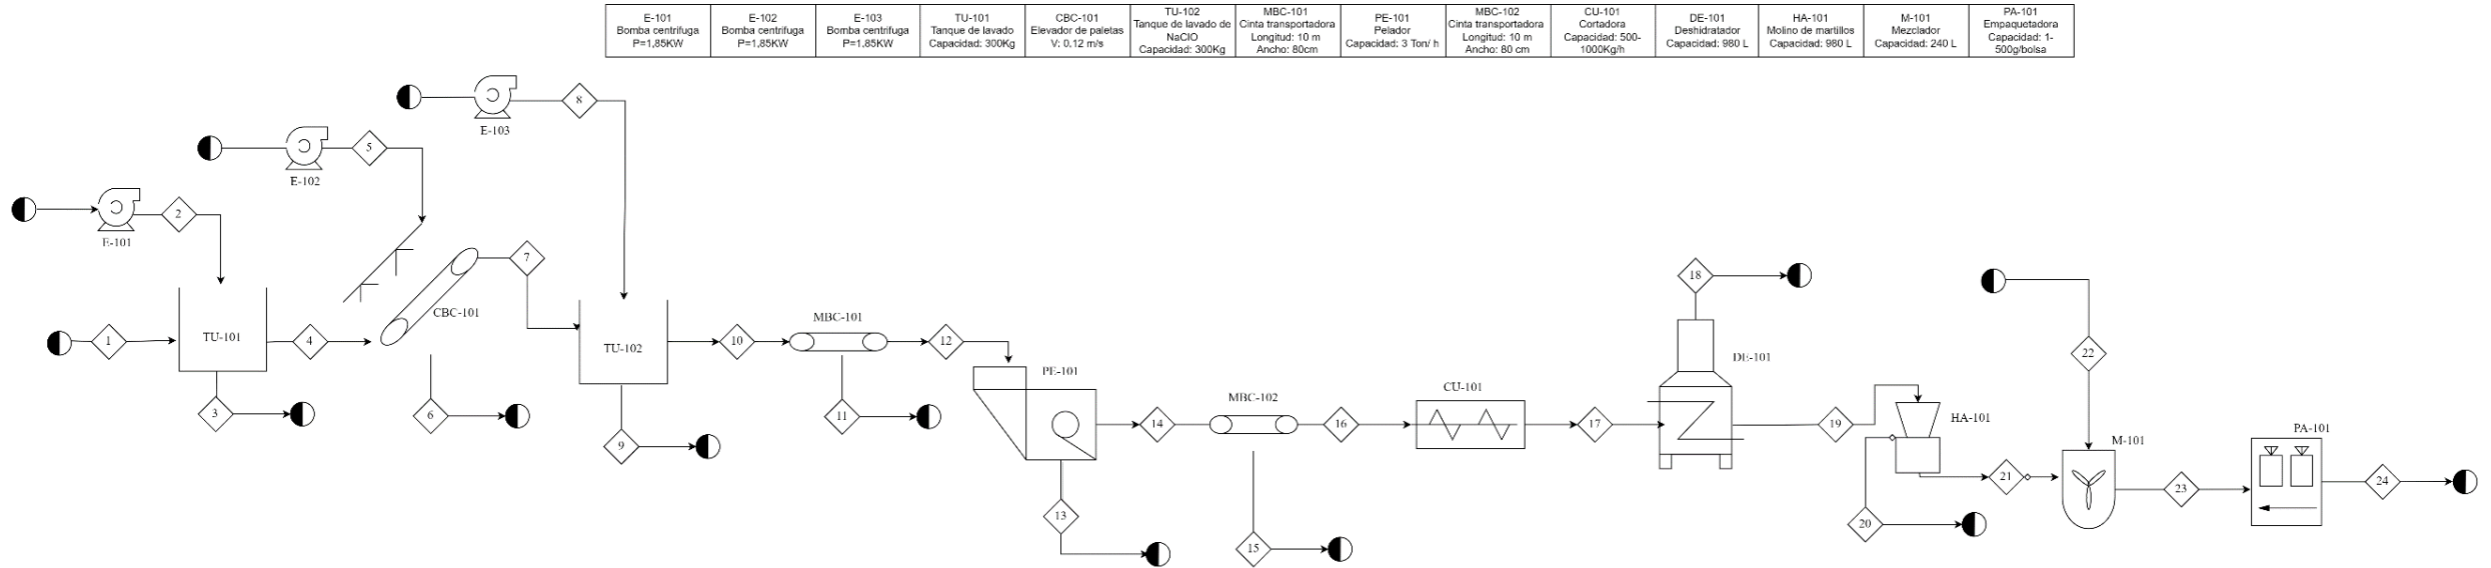 E-101
Bomba centrifuga
P=1,85KW
E-102
Bomba centrifuga
P=1,85KW
E-103
Bomba centrifuga
P=1,85KW
TU-101
Tanque de lavado
Capacidad: 300Kg
CBC-101
Elevador de paletas
V: 0,12 m/s
TU-102
Tanque de lavado de
NaClO
Capacidad: 300Kg
MBC-101
Cinta transportadora
Longitud: 10 m
Ancho: 80cm
PE-101
Pelador
Capacidad: 3 Ton/ h
MBC-102
Cinta transportadora
Longitud: 10 m
Ancho: 80 cm
CU-101
Cortadora
Capacidad: 500-
1000Kg/h
DE-101
Deshidratador
Capacidad: 980 L
HA-101
Molino de martillos
Capacidad: 980 L
M-101
Mezclador
Capacidad: 240 L
PA-101
Empaquetadora
Capacidad: 1-
500g/bolsa
8
E-103
5
E-102
2
E-101
7
CBC-101
1
TU-101
4
3
6
TU-102
9
10
MBC-101
11
12
PE-101
13
14
MBC-102
15
16
CU-101
17
18
DE-101
19
HA-101
20
21
22
M-101
23
PA-101
24